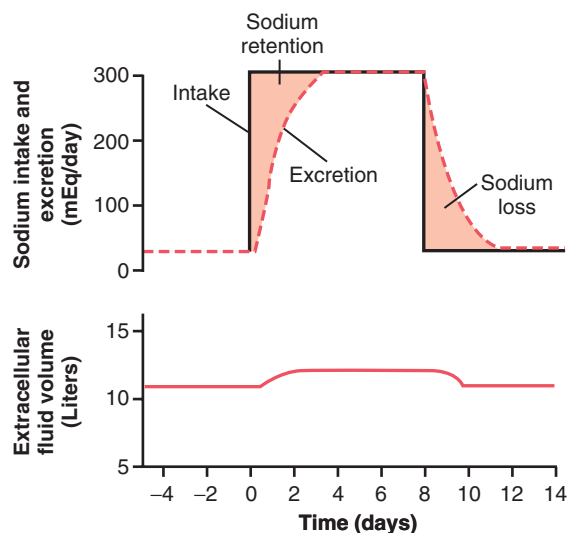 Sodium
retention
300
Intake
200
Excretion
100
Sodium
loss
0
Sodium intake and
excretion
(mEq/day)
15
10
5
Extracellular
fluid volume
(Liters)
−4 −2 0 2 4 6 8 10 12 14
Time (days)